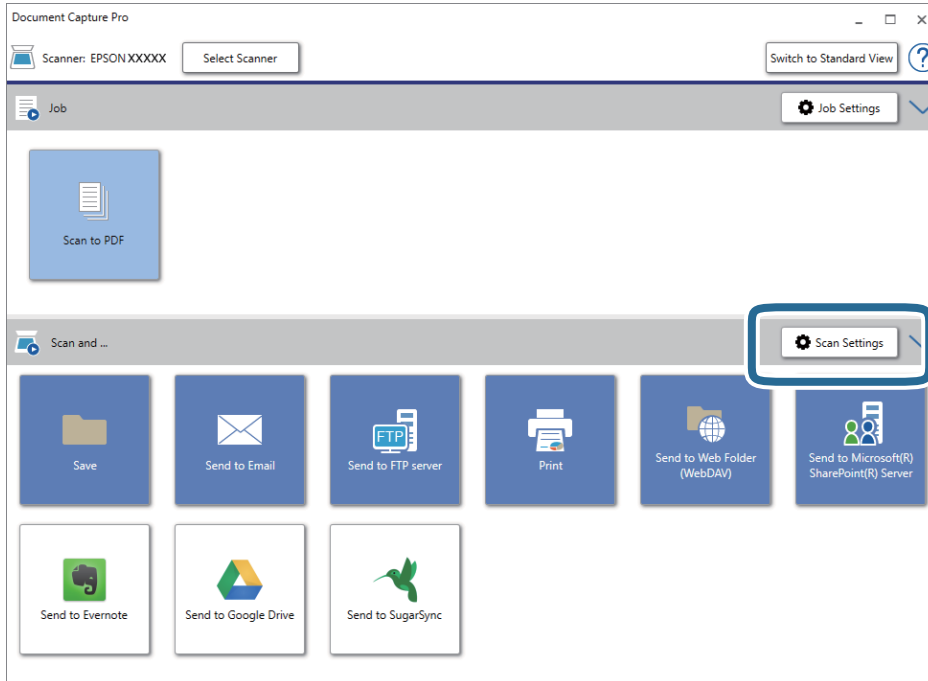 Document Capture Pro
Scanner: EPSON XXXXX
Select Scanner
Switch to Standard View
?
Job
Job Settings
Scan to PDF
Scan and ...
Scan Settings
Save
Send to Email
FTP
Send to FTP server
Print
Send to Web Folder
(WebDAV)
Send to Microsoft(R)
SharePoint(R) Server
Send to Evernote
Send to Google Drive
Send to SugarSync